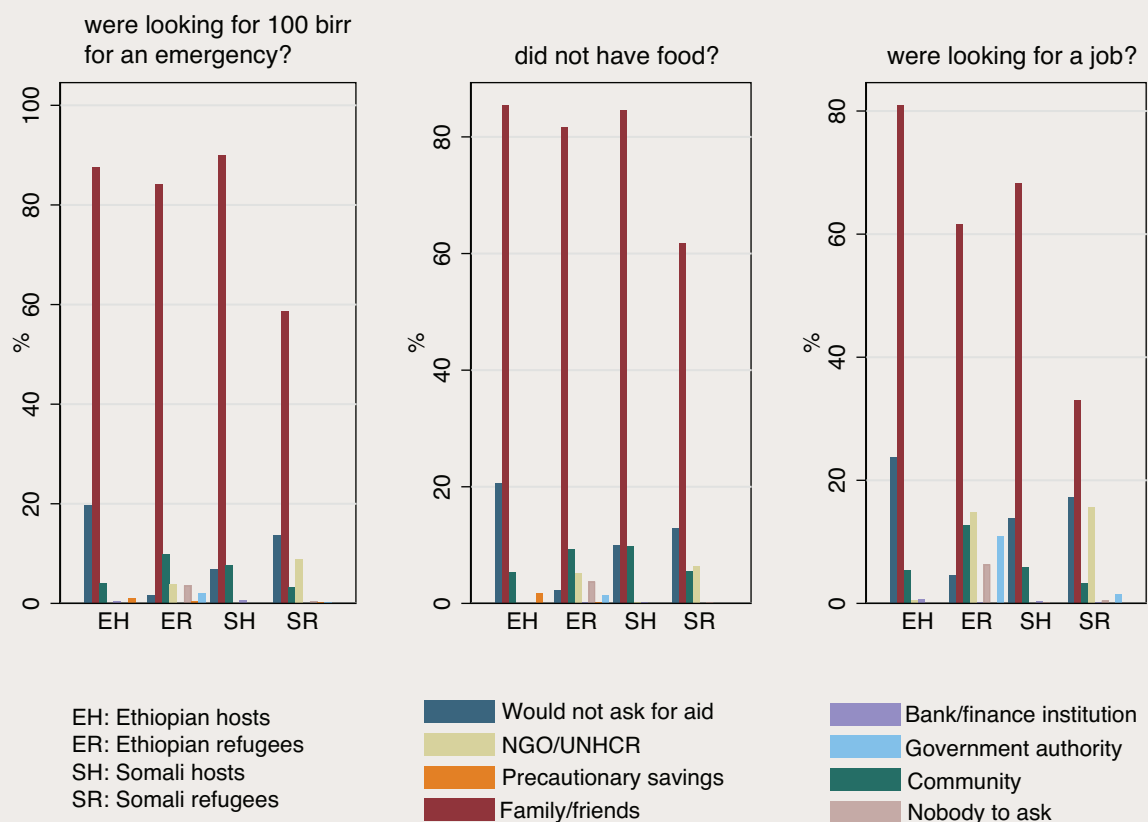 were looking for 100 birr
for an emergency?
%
0
20
40
60
80
100
EH
ER
SH
SR
did not have food?
%
0
20
40
60
80
EH
ER
SH
SR
were looking for a job?
%
0
20
40
60
80
EH
ER
SH
SR
EH: Ethiopian hosts
ER: Ethiopian refugees
SH: Somali hosts
SR: Somali refugees
Would not ask for aid
NGO/UNHCR
Precautionary savings
Family/friends
Bank/finance institution
Government authority
Community
Nobody to ask